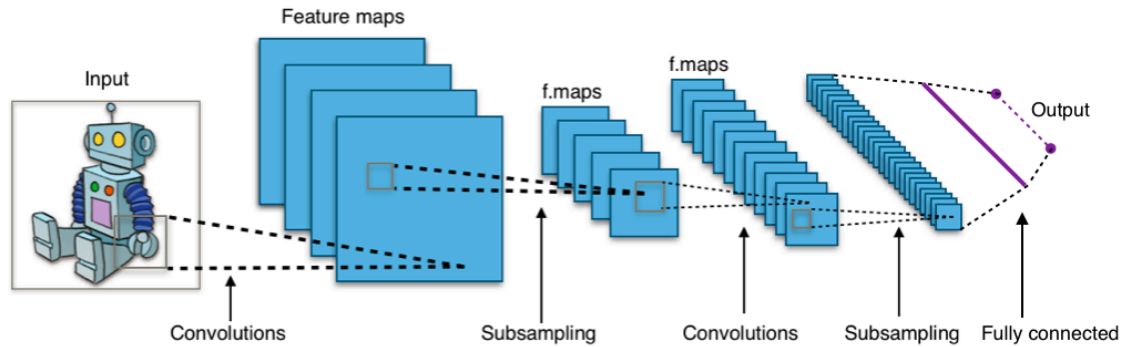 Feature maps
Input
f.maps
f.maps
Output
Convolutions
Subsampling
Convolutions
Subsampling
Fully connected